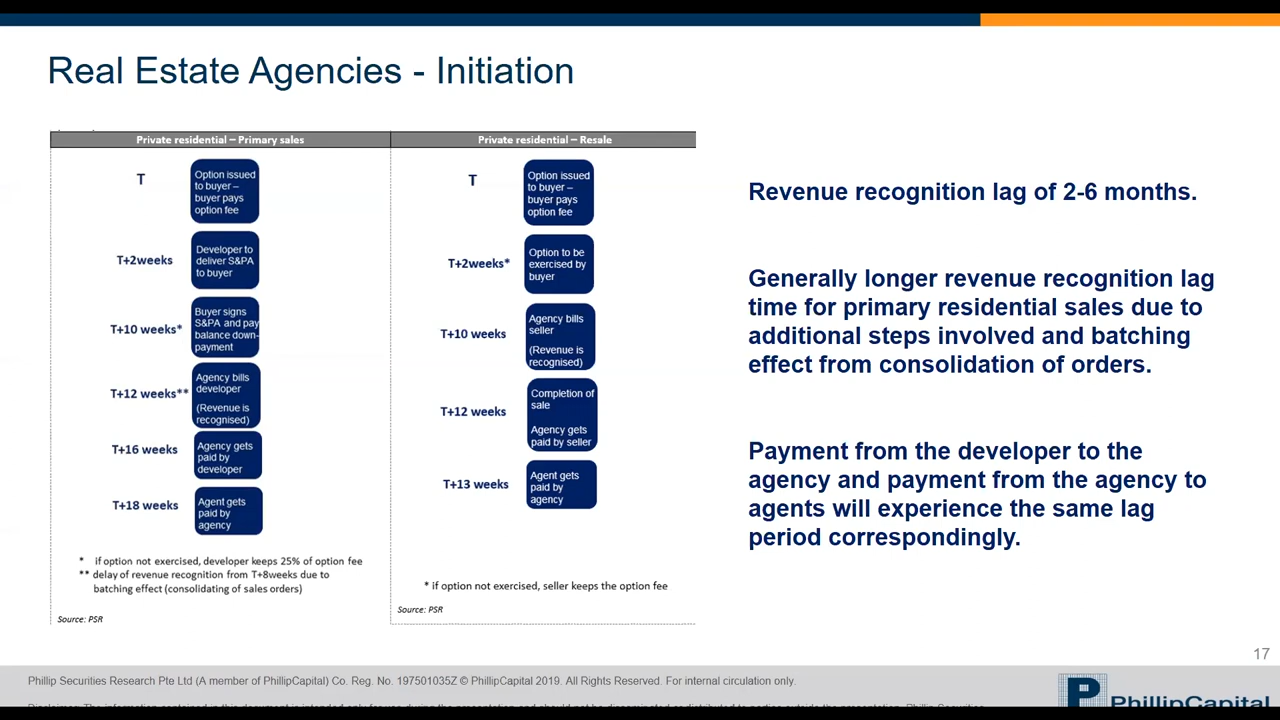 Real Estate Agencies - Initiation
Private residential – Primary sales
T
Option issued
to buyer –
buyer pays
option fee
T+2weeks
Developer to
deliver S&PA
to buyer
T+10 weeks*
Buyer signs
S&PA and pay
balance down-
payment
T+12 weeks**
Agency bills
developer
(Revenue is
recognised)
T+16 weeks
Agency gets
paid by
developer
T+18 weeks
Agent gets
paid by
agency
* if option not exercised, developer keeps 25% of option fee
** delay of revenue recognition from T+8weeks due to
batching effect (consolidating of sales orders)
Source: PSR
Private residential – Resale
T
Option issued
to buyer –
buyer pays
option fee
T+2weeks*
Option to be
exercised by
buyer
T+10 weeks
Agency bills
seller
(Revenue is
recognised)
T+12 weeks
Completion of
sale
Agency gets
paid by seller
T+13 weeks
Agent gets
paid by
agency
* if option not exercised, seller keeps the option fee
Source: PSR
Revenue recognition lag of 2-6 months.
Generally longer revenue recognition lag
time for primary residential sales due to
additional steps involved and batching
effect from consolidation of orders.
Payment from the developer to the
agency and payment from the agency to
agents will experience the same lag
period correspondingly.
17
Phillip Securities Research Pte Ltd (A member of PhillipCapital) Co. Reg. No. 197501035Z © PhillipCapital 2019. All Rights Reserved. For internal circulation only.
PhillipCapital